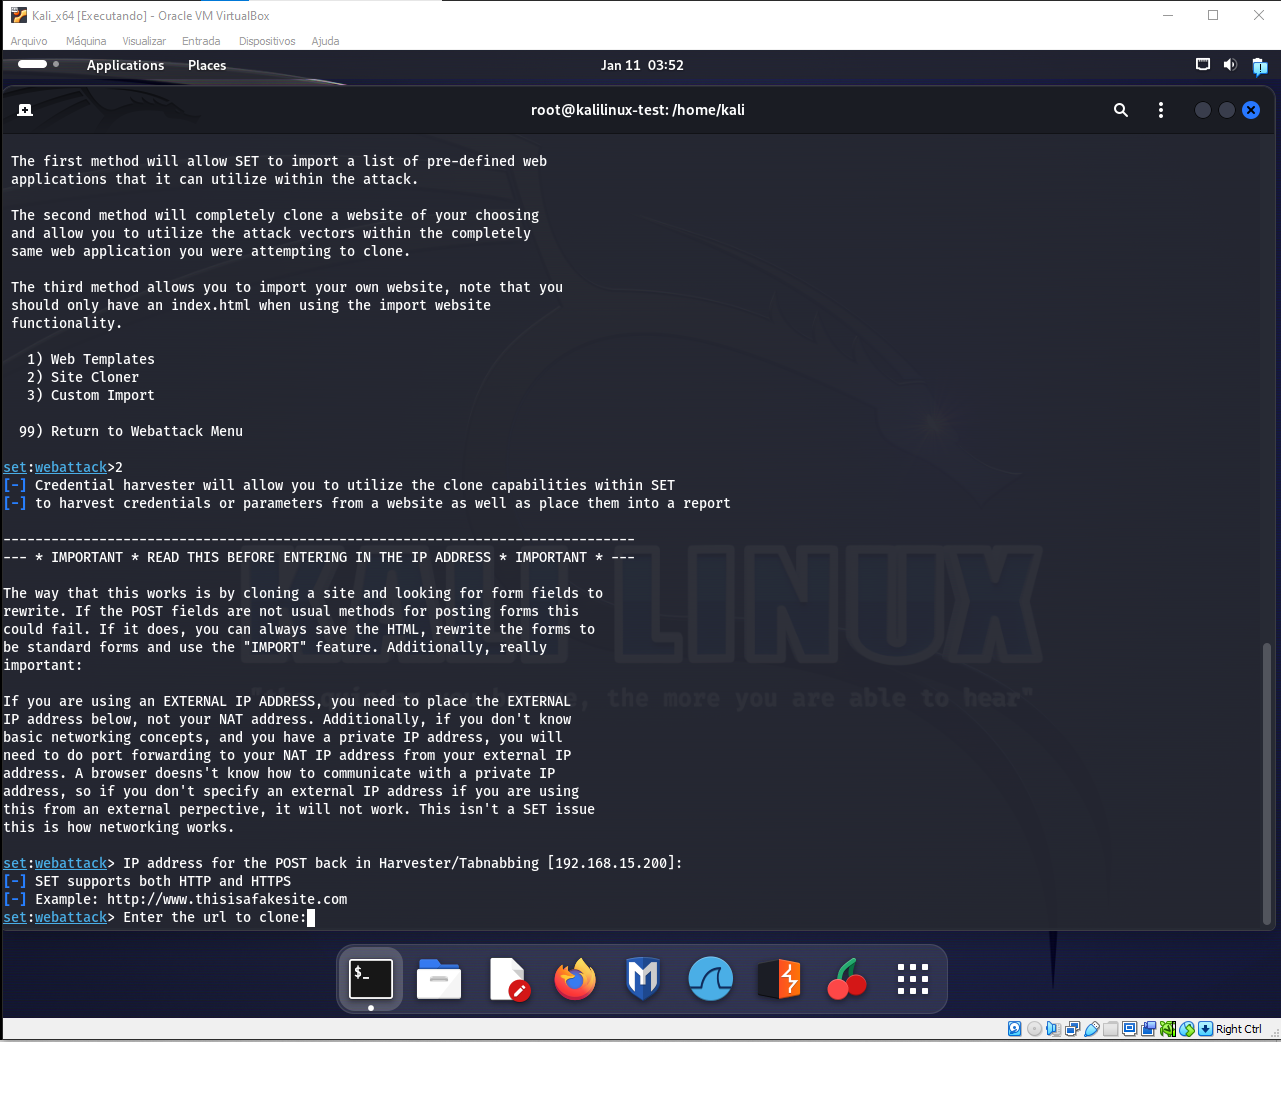 Kali_x64 [Executando] - Oracle VM VirtualBox
Arquivo Máquina Visualizar Entrada Dispositivos Ajuda
Applications Places Jan 11 03:52
root@kalilinux-test: /home/kali
The first method will allow SET to import a list of pre-defined web
applications that it can utilize within the attack.
The second method will completely clone a website of your choosing
and allow you to utilize the attack vectors within the completely
same web application you were attempting to clone.
The third method allows you to import your own website, note that you
should only have an index.html when using the import website
functionality.
1) Web Templates
2) Site Cloner
3) Custom Import
99) Return to Webattack Menu
set:webattack>2
[-] Credential harvester will allow you to utilize the clone capabilities within SET
[-] to harvest credentials or parameters from a website as well as place them into a report
-------------------------------------------------------------------------------
--- * IMPORTANT * READ THIS BEFORE ENTERING IN THE IP ADDRESS * IMPORTANT * ---
The way that this works is by cloning a site and looking for form fields to
rewrite. If the POST fields are not usual methods for posting forms this
could fail. If it does, you can always save the HTML, rewrite the forms to
be standard forms and use the "IMPORT" feature. Additionally, really
important:
If you are using an EXTERNAL IP ADDRESS, you need to place the EXTERNAL
IP address below, not your NAT address. Additionally, if you don't know
basic networking concepts, and you have a private IP address, you will
need to do port forwarding to your NAT IP address from your external IP
address. A browser doesns't know how to communicate with a private IP
address, so if you don't specify an external IP address if you are using
this from an external perpective, it will not work. This isn't a SET issue
this is how networking works.
set:webattack> IP address for the POST back in Harvester/Tabnabbing [192.168.15.200]:
[-] SET supports both HTTP and HTTPS
[-] Example: http://www.thisisafakesite.com
set:webattack> Enter the url to clone:
KALI LINUX
the more you are able to hear"
$_
Right Ctrl